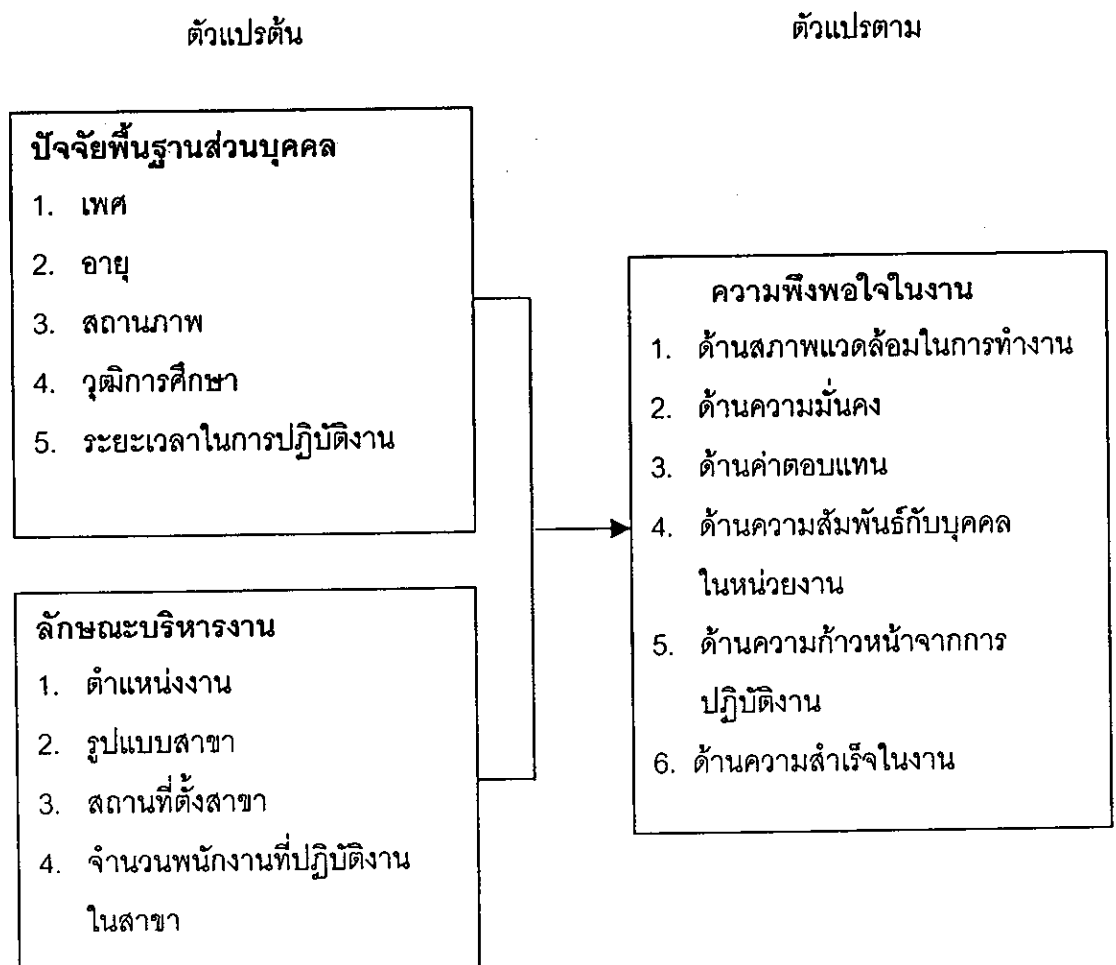 ตัวแปรต้น
ตัวแปรตาม
ปัจจัยพื้นฐานส่วนบุคคล
1. เพศ
2. อายุ
3. สถานภาพ
4. วุฒิการศึกษา
5. ระยะเวลาในการปฏิบัติงาน
ลักษณะบริหารงาน
1. ตำแหน่งงาน
2. รูปแบบสาขา
3. สถานที่ตั้งสาขา
4. จำนวนพนักงานที่ปฏิบัติงาน
ในสาขา
ความพึงพอใจในงาน
1. ด้านสภาพแวดล้อมในการทำงาน
2. ด้านความมั่นคง
3. ด้านค่าตอบแทน
4. ด้านความสัมพันธ์กับบุคคล
ในหน่วยงาน
5. ด้านความก้าวหน้าจากการ
ปฏิบัติงาน
6. ด้านความสำเร็จในงาน